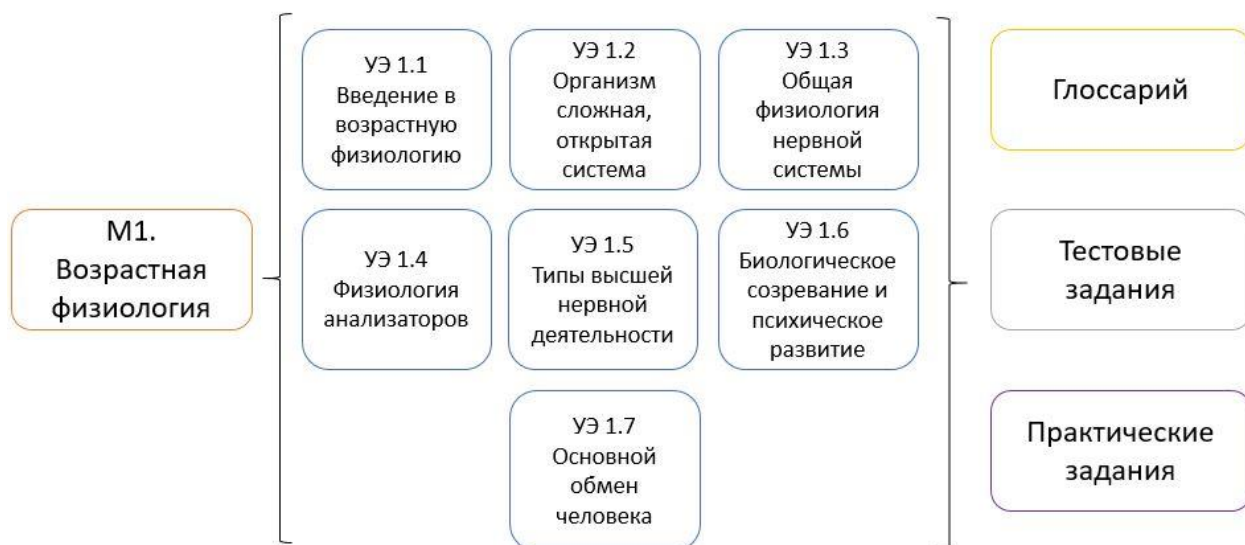 М1.
Возрастная
физиология
УЭ 1.1
Введение в
возрастную
физиологию
УЭ 1.2
Организм
сложная,
открытая
система
УЭ 1.3
Общая
физиология
нервной
системы
УЭ 1.4
Физиология
анализаторов
УЭ 1.5
Типы высшей
нервной
деятельности
УЭ 1.6
Биологическое
созревание и
психическое
развитие
УЭ 1.7
Основной
обмен
человека
Глоссарий
Тестовые
задания
Практические
задания